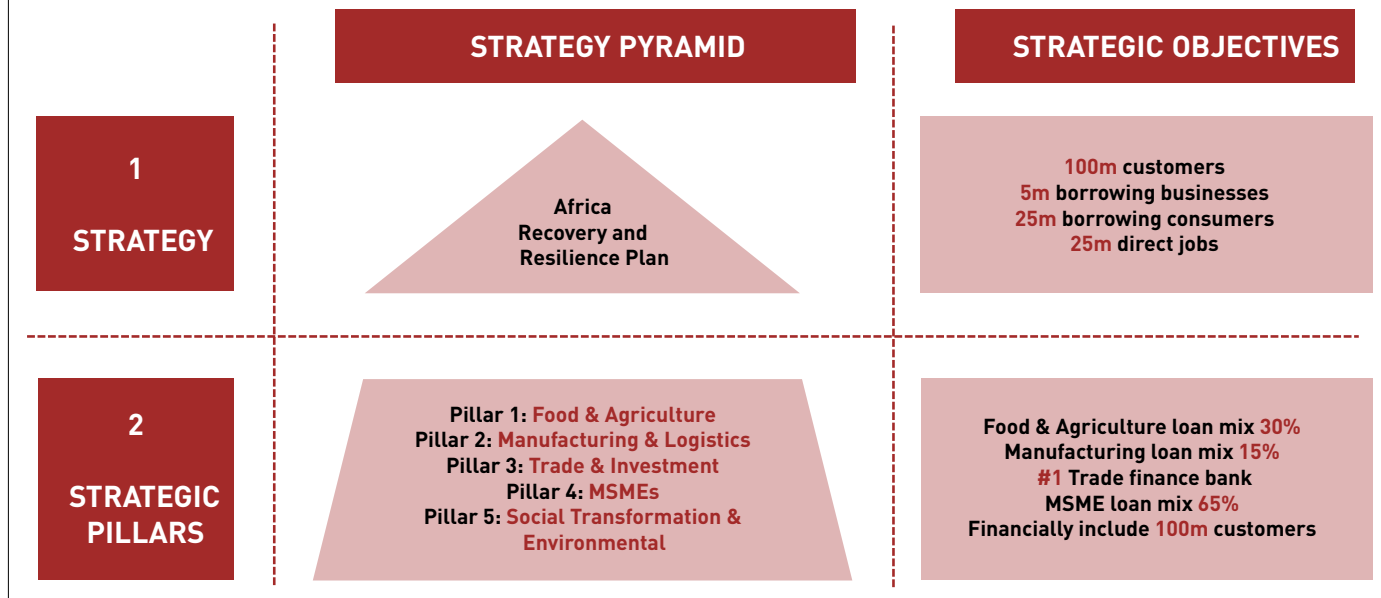 STRATEGY PYRAMID
STRATEGIC OBJECTIVES
1
STRATEGY
Africa
Recovery and
Resilience Plan
100m customers
5m borrowing businesses
25m borrowing consumers
25m direct jobs
2
STRATEGIC
PILLARS
Pillar 1: Food & Agriculture
Pillar 2: Manufacturing & Logistics
Pillar 3: Trade & Investment
Pillar 4: MSMEs
Pillar 5: Social Transformation &
Environmental
Food & Agriculture loan mix 30%
Manufacturing loan mix 15%
#1 Trade finance bank
MSME loan mix 65%
Financially include 100m customers